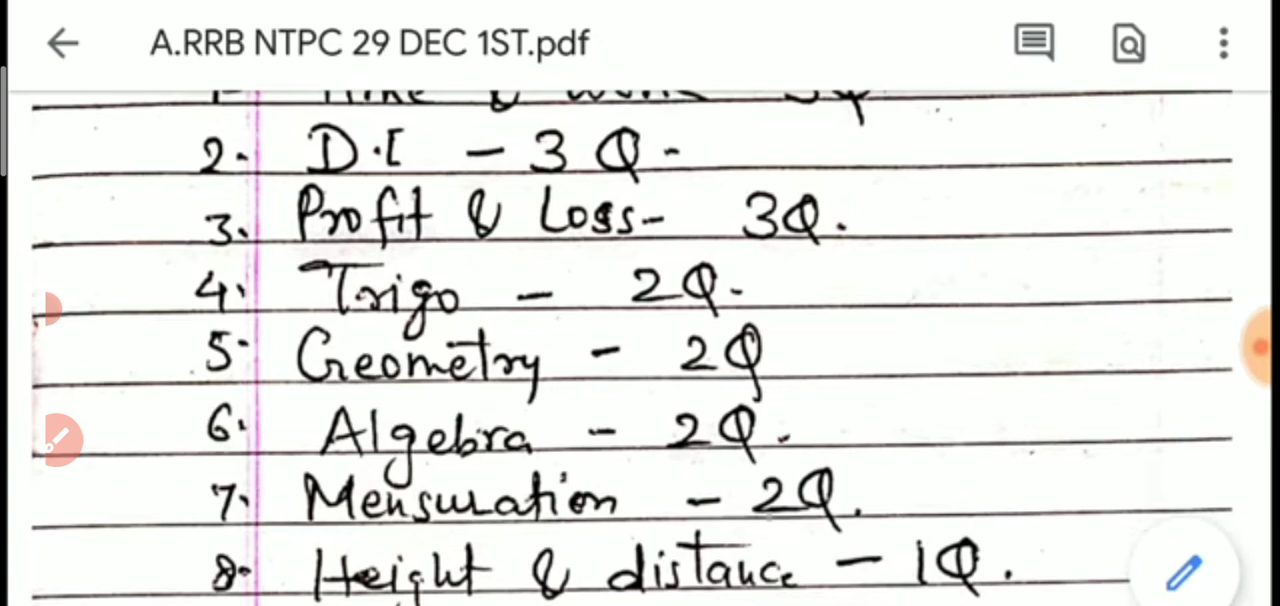 A.RRB NTPC 29 DEC 1ST.pdf
2. D.I - 3Q.
3. Profit & Loss- 3Q.
4. Trigo - 2Q.
5. Geometry - 2Q
6. Algebra - 2Q.
7. Mensuration - 2Q.
8. Height & distance - 1Q.